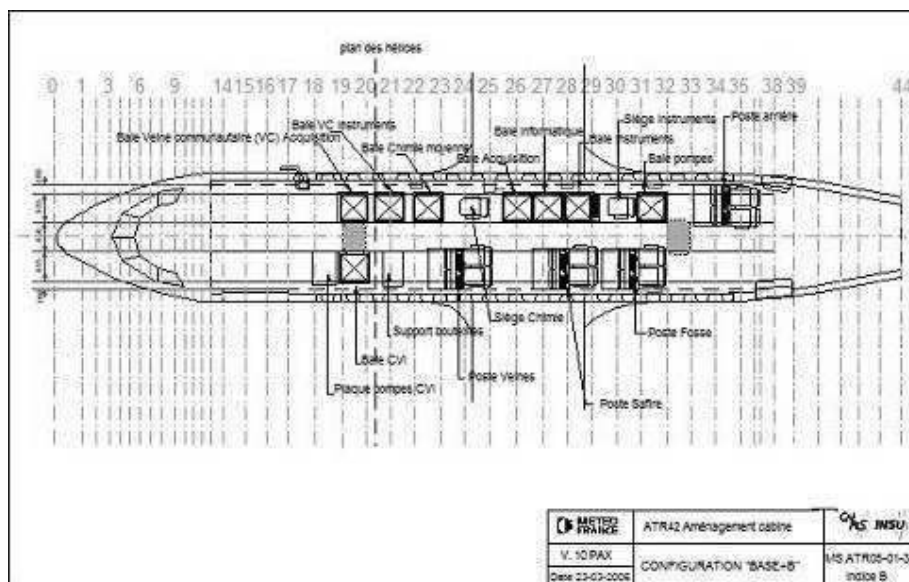 plan des hélices
0 1 3 6 9 14 15 16 17 18 19 20 21 22 23 24 25 26 27 28 29 30 31 32 33 34 35 38 39 44
Siège Instruments
Poste arrière
Baie VC instruments
Baie Informatique
Baie Veine communautaire (VC) Acquisition
Baie Instruments
Baie Chimie moyenne
Baie Acquisition
Baie pompes
Siège Chimie
Support bouteilles
Poste Fosse
Baie CVI
Poste Veines
Plaque pompes CVI
Poste Safire
METEO FRANCE
ATR42 Aménagement cabine
CNRS INSU
V. 10 PAX
CONFIGURATION "BASE+B"
Date 23-03-2006
Indice B